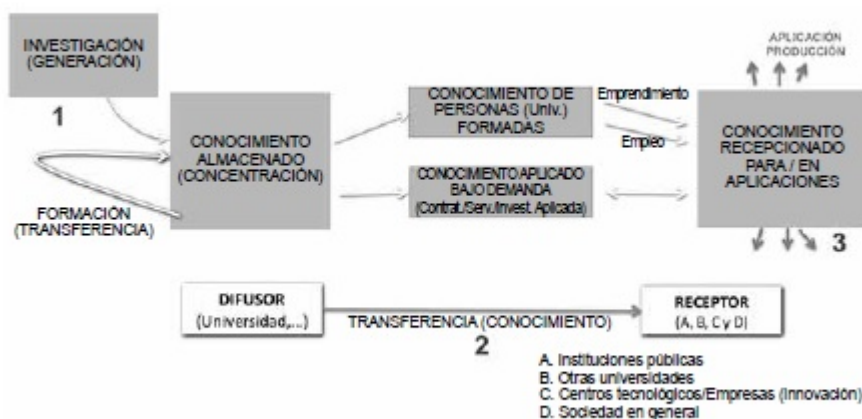 INVESTIGACIÓN
(GENERACIÓN)
1
CONOCIMIENTO
ALMACENADO
(CONCENTRACIÓN)
FORMACIÓN
(TRANSFERENCIA)
CONOCIMIENTO DE
PERSONAS (Univ.)
FORMADAS
CONOCIMIENTO APLICADO
BAJO DEMANDA
(Contrat./Serv./Invest. Aplicada)
Emprendimiento
Empleo
APLICACIÓN
PRODUCCIÓN
CONOCIMIENTO
RECEPCIONADO
PARA / EN
APLICACIONES
3
DIFUSOR
(Universidad,...)
TRANSFERENCIA (CONOCIMIENTO)
2
RECEPTOR
(A, B, C y D)
A. Instituciones públicas
B. Otras universidades
C. Centros tecnológicos/Empresas (Innovación)
D. Sociedad en general